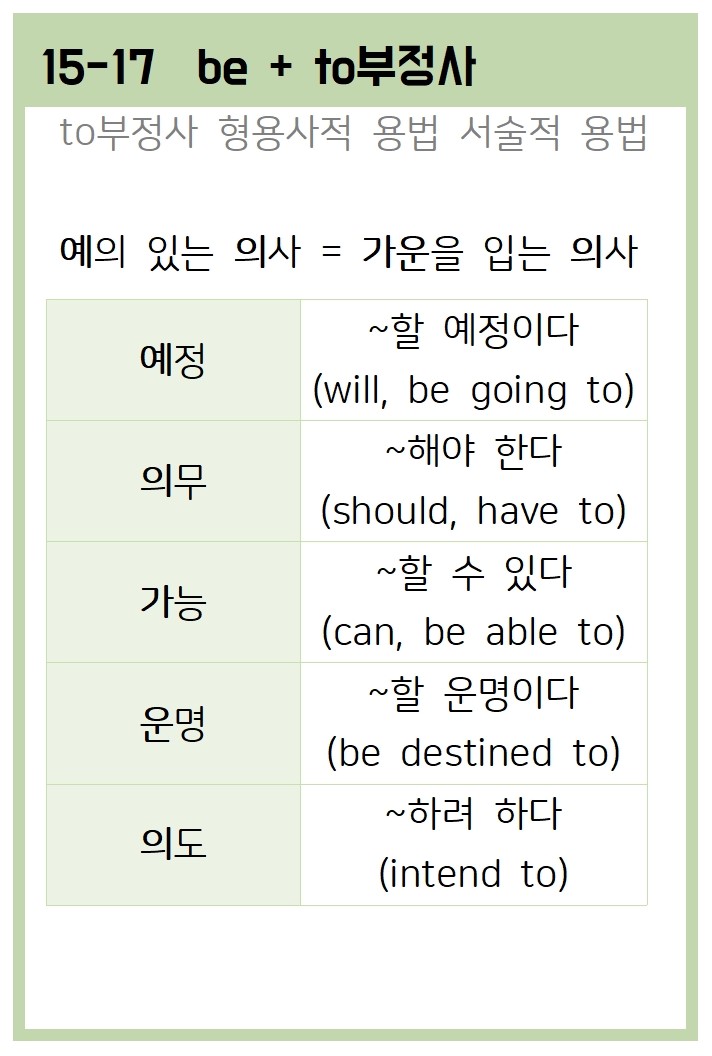 15-17 be + to부정사
to부정사 형용사적 용법 서술적 용법
예의 있는 의사 = 가운을 입는 의사
예정
~할 예정이다
(will, be going to)
의무
~해야 한다
(should, have to)
가능
~할 수 있다
(can, be able to)
운명
~할 운명이다
(be destined to)
의도
~하려 하다
(intend to)